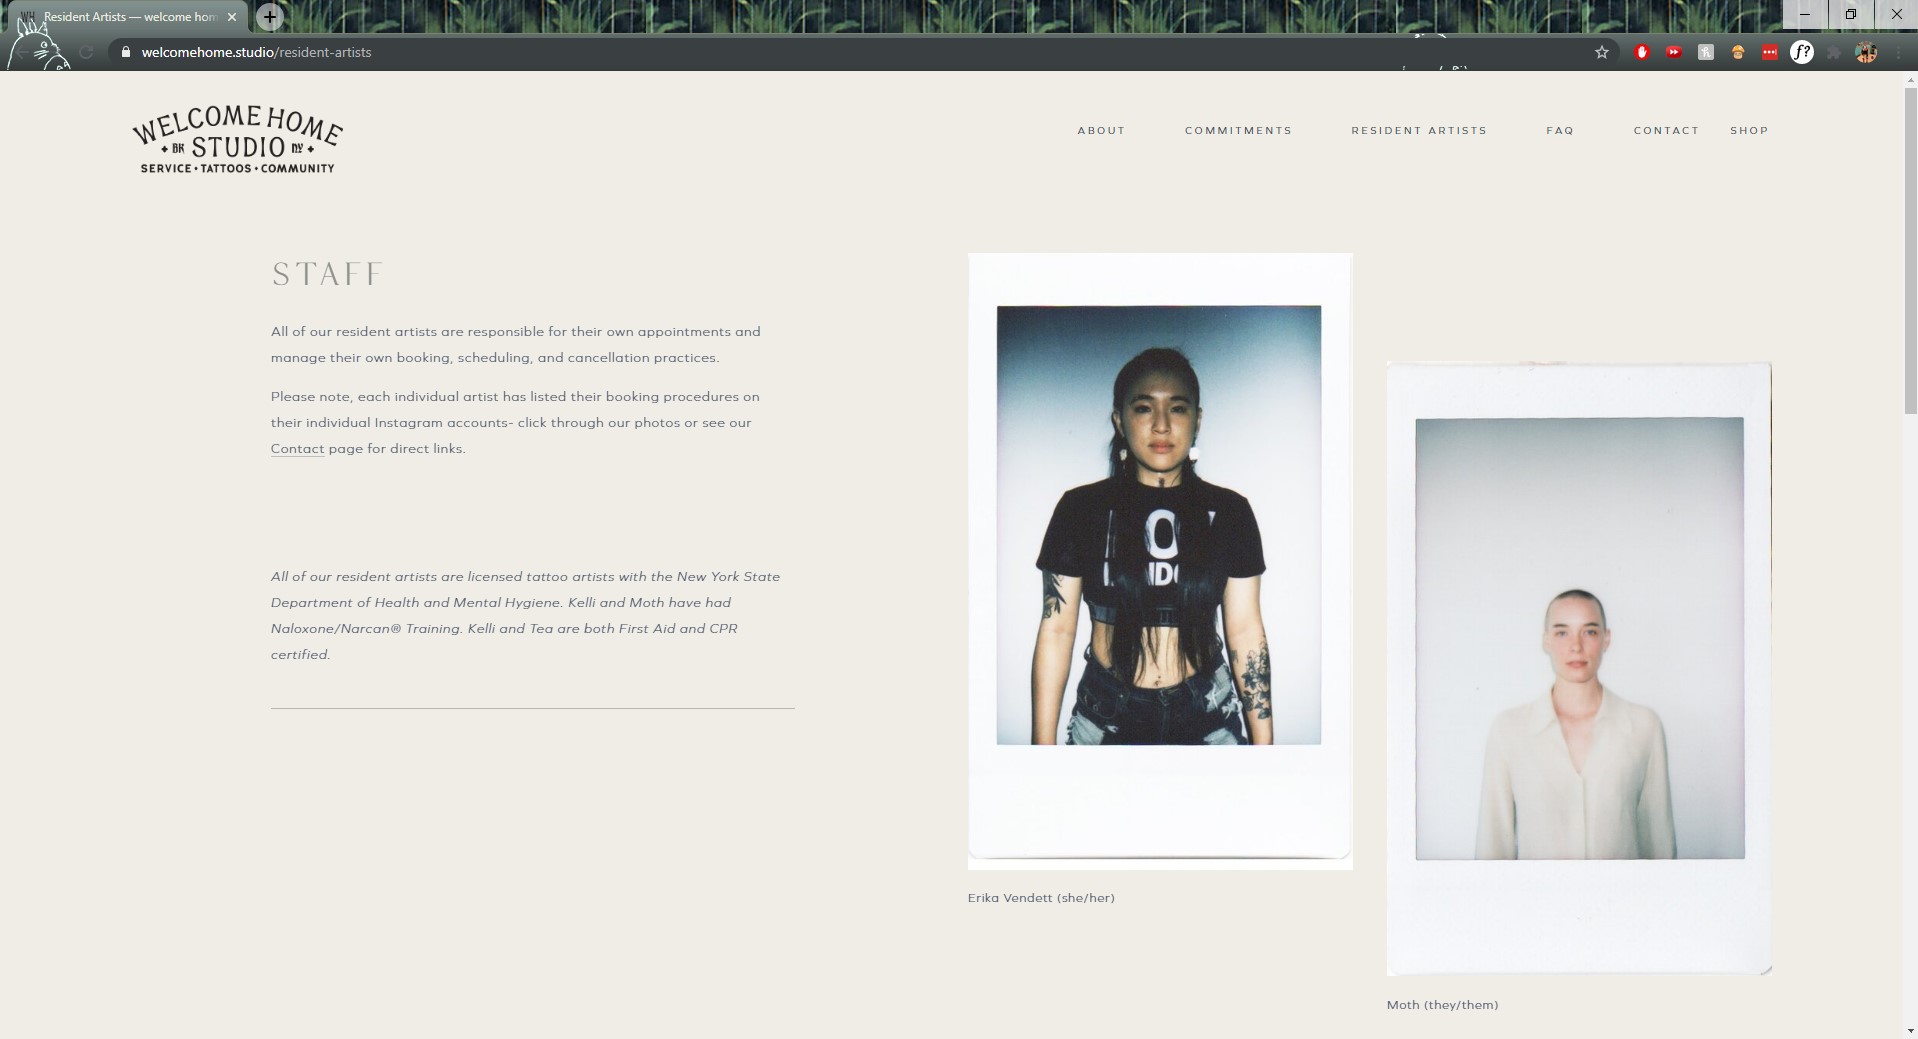 Resident Artists — welcome hom
welcomehome.studio/resident-artists
f?
WELCOME HOME
BK STUDIO NY
SERVICE • TATTOOS • COMMUNITY
ABOUT
COMMITMENTS
RESIDENT ARTISTS
FAQ
CONTACT
SHOP
STAFF
All of our resident artists are responsible for their own appointments and
manage their own booking, scheduling, and cancellation practices.
Please note, each individual artist has listed their booking procedures on
their individual Instagram accounts- click through our photos or see our
Contact page for direct links.
All of our resident artists are licensed tattoo artists with the New York State
Department of Health and Mental Hygiene. Kelli and Moth have had
Naloxone/Narcan® Training. Kelli and Tea are both First Aid and CPR
certified.
Erika Vendett (she/her)
Moth (they/them)